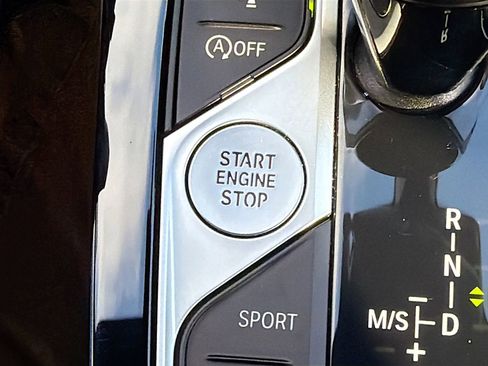 A OFF
START
ENGINE
STOP
SPORT
R
N
M/S
D
+